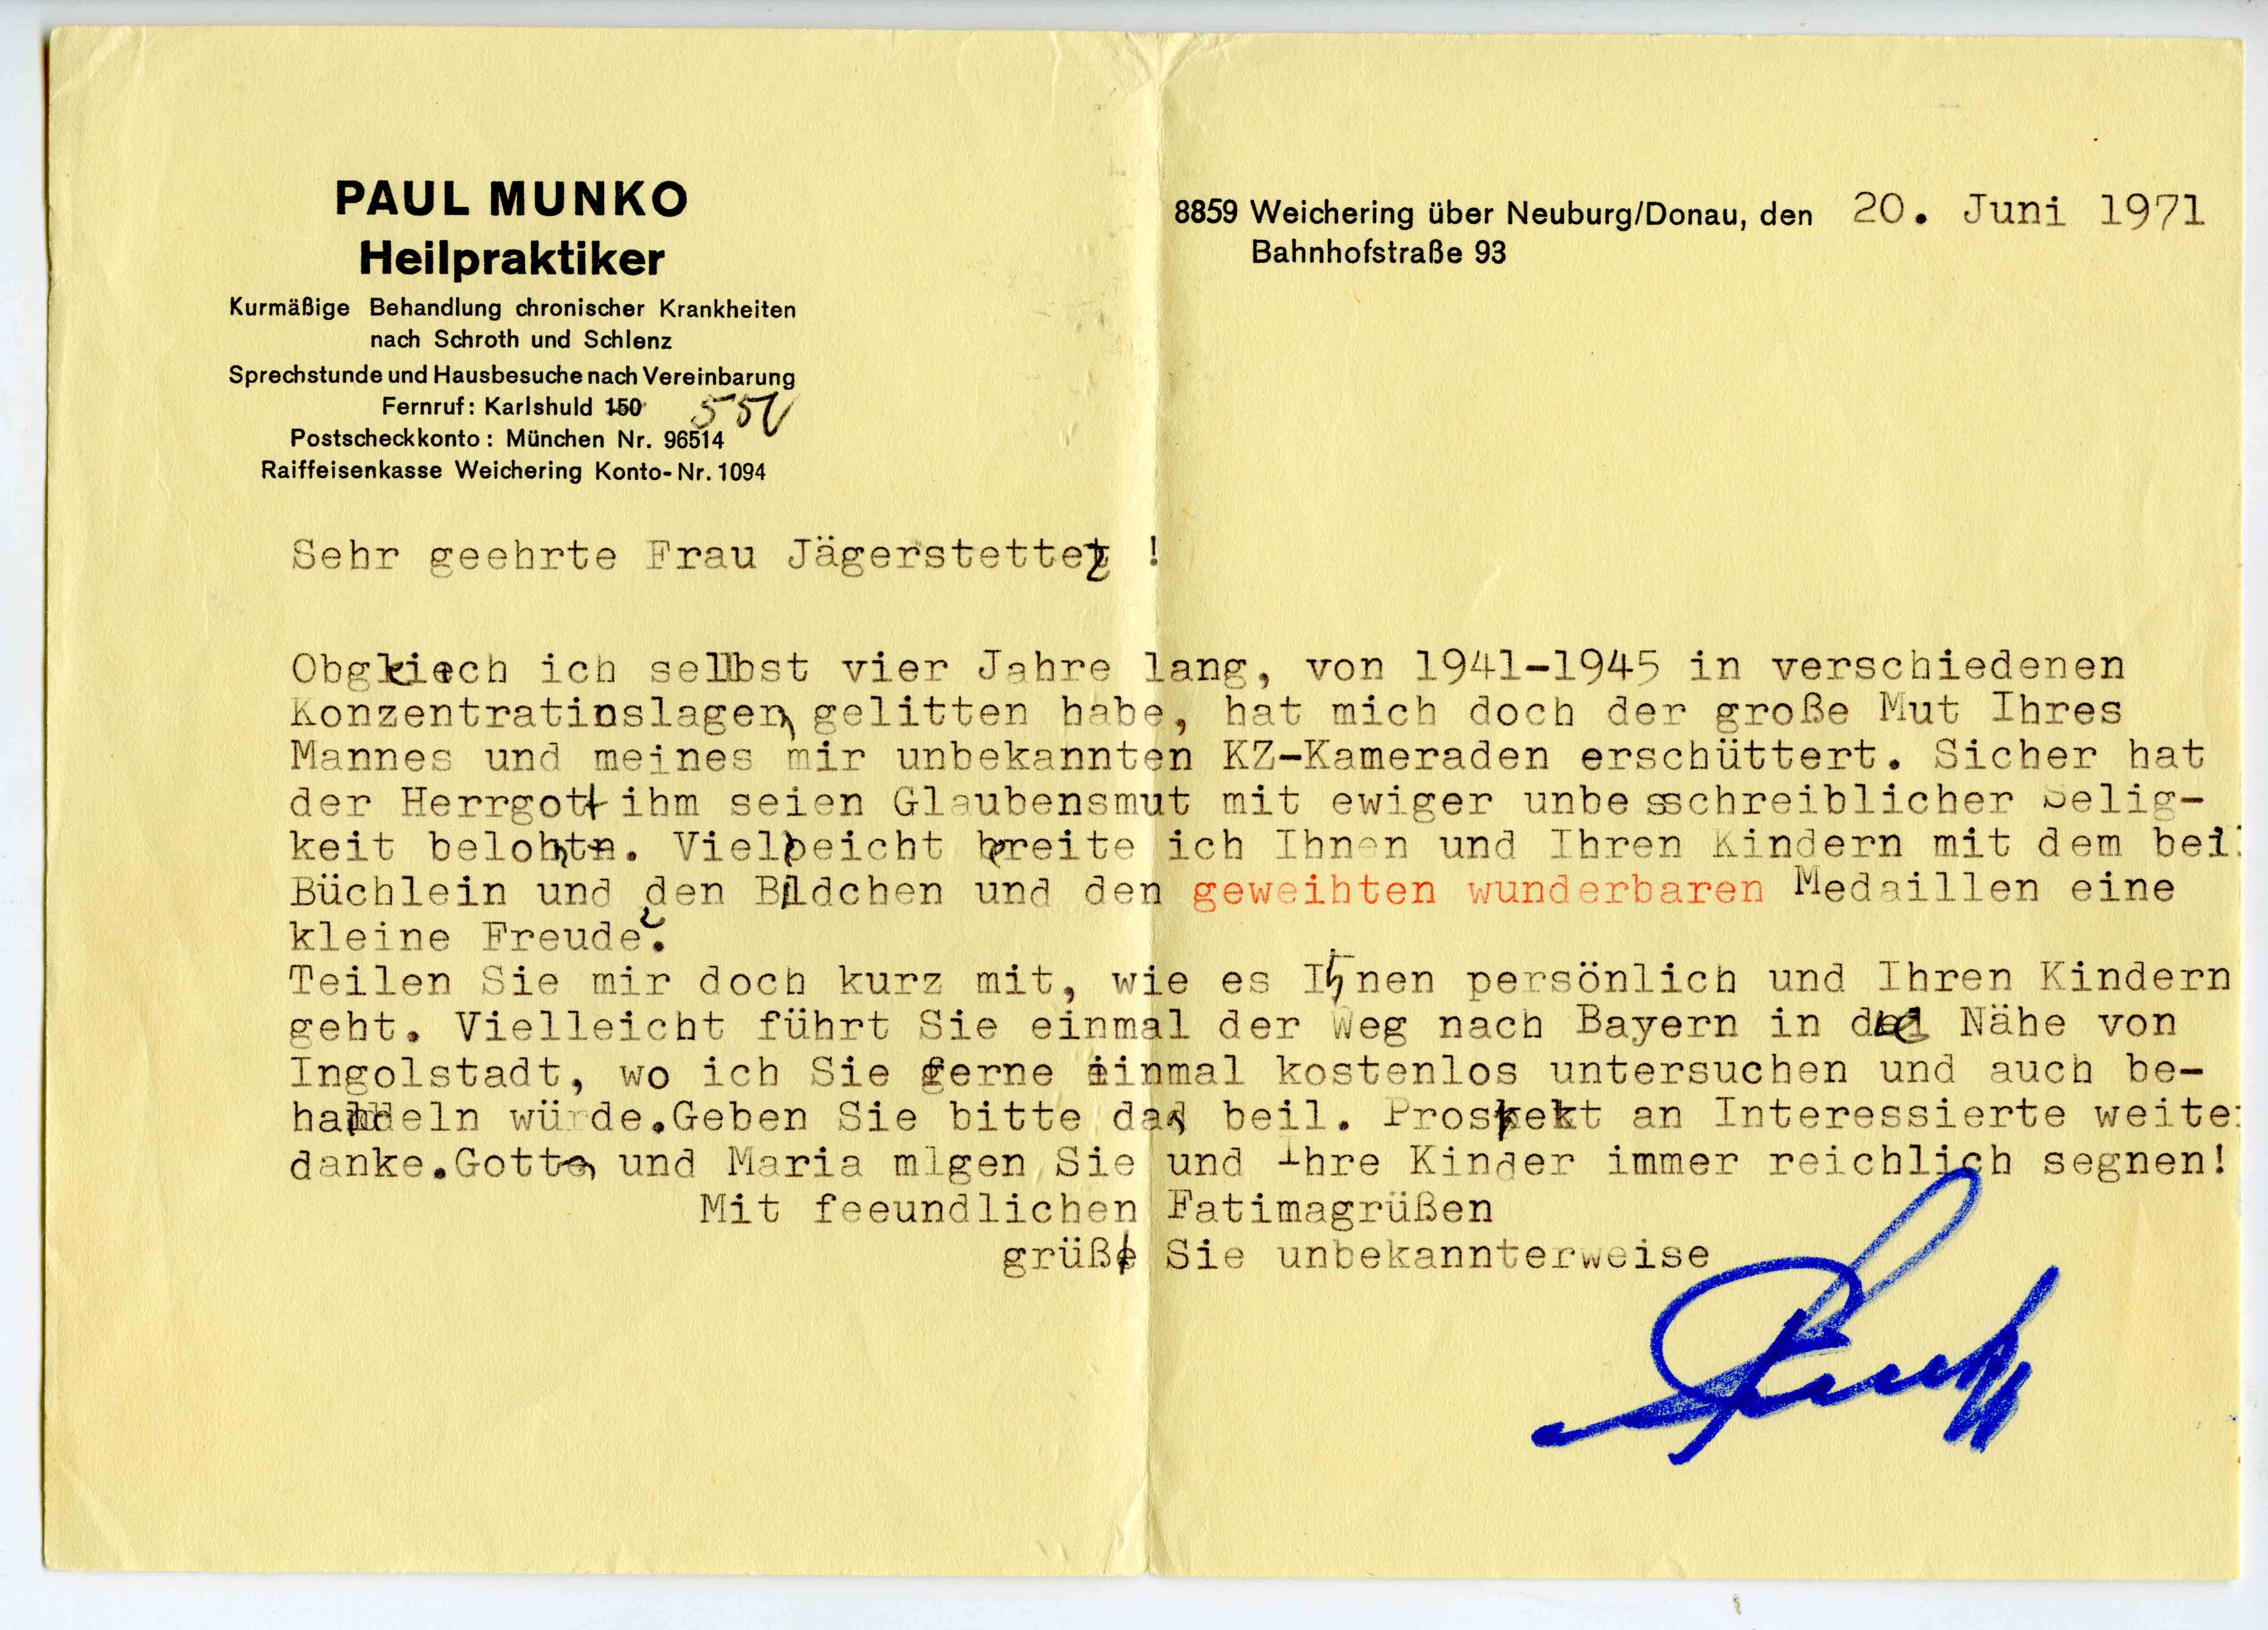 PAUL MUNKO
Heilpraktiker
Kurmäßige Behandlung chronischer Krankheiten
nach Schroth und Schlenz
Sprechstunde und Hausbesuche nach Vereinbarung
Fernruf: Karlshuld 150 550
Postscheckkonto: München Nr. 96514
Raiffeisenkasse Weichering Konto-Nr. 1094
8859 Weichering über Neuburg/Donau, den 20. Juni 1971
Bahnhofstraße 93
Sehr geehrte Frau Jägerstetter !
Obgleich ich selbst vier Jahre lang, von 1941-1945 in verschiedenen
Konzentratinslagern gelitten habe, hat mich doch der große Mut Ihres
Mannes und meines mir unbekannten KZ-Kameraden erschüttert. Sicher hat
der Herrgott ihm seien Glaubensmut mit ewiger unbesschreiblicher Selig-
keit belohnt. Vielleicht breite ich Ihnen und Ihren Kindern mit dem beil
Büchlein und den Bildchen und den geweihten wunderbaren Medaillen eine
kleine Freude?
Teilen Sie mir doch kurz mit, wie es Ihnen persönlich und Ihren Kindern
geht. Vielleicht führt Sie einmal der Weg nach Bayern in die Nähe von
Ingolstadt, wo ich Sie gerne einmal kostenlos untersuchen und auch be-
handeln würde.Geben Sie bitte das beil. Prospekt an Interessierte weiter
danke.Gott und Maria mlgen Sie und Ihre Kinder immer reichlich segnen!
Mit feeundlichen Fatimagrüßen
grüßt Sie unbekannterweise